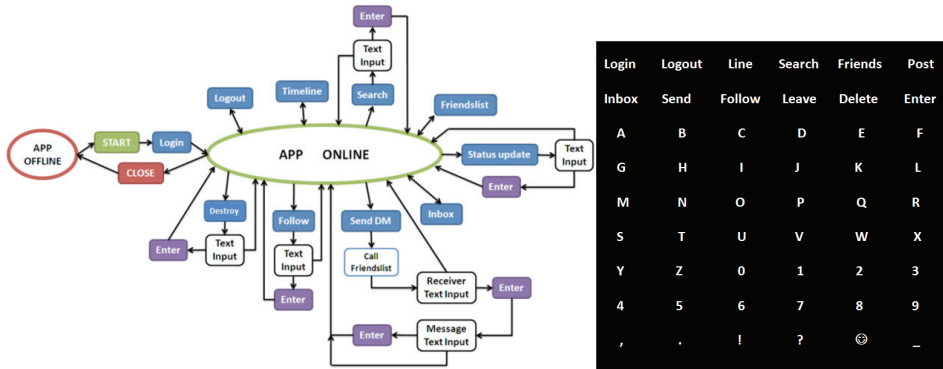 Enter
Text
Input
Logout
Timeline
Search
Friendslist
APP
OFFLINE
START
Login
CLOSE
APP ONLINE
Status update
Text
Input
Enter
Destroy
Text
Input
Enter
Follow
Text
Input
Enter
Send DM
Call
Friendslist
Inbox
Receiver
Text Input
Enter
Message
Text Input
Enter
Login Logout Line Search Friends Post
Inbox Send Follow Leave Delete Enter
A B C D E F
G H I J K L
M N O P Q R
S T U V W X
Y Z 0 1 2 3
4 5 6 7 8 9
, . ! ? ☺ _